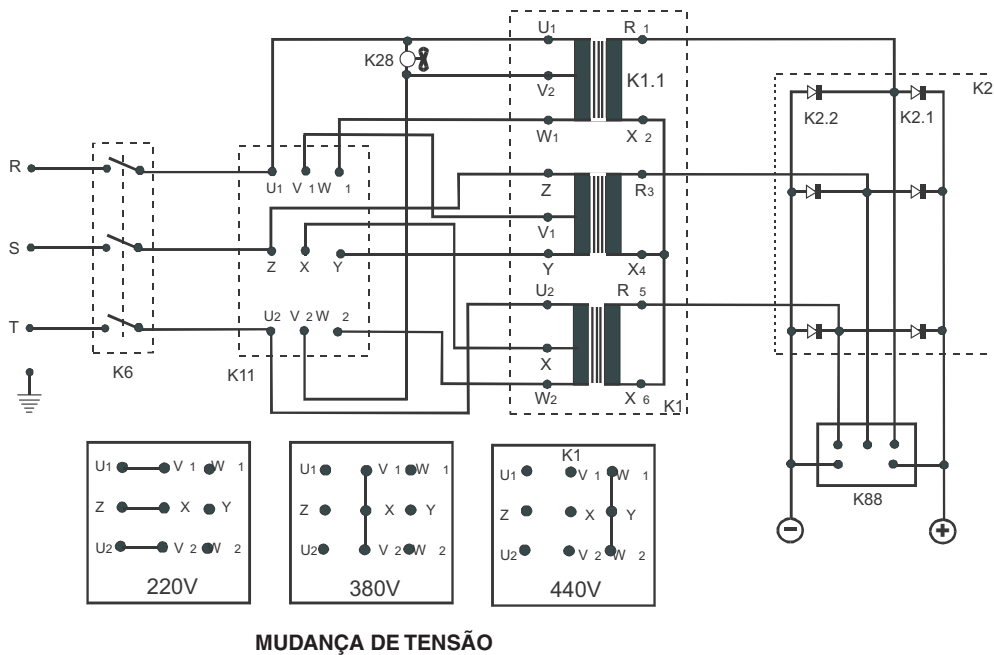 U1
R 1
K28
K1.1
K2
V2
K2.2
K2.1
W1
X 2
R
U1 V 1 W 1
Z
R3
V1
S
Z X Y
Y
X4
U2
R 5
U2 V 2 W 2
T
X
K6
K11
W2
X 6
K1
U1 V 1 W 1
Z X Y
U2 V 2 W 2
220V
U1 V 1 W 1
Z X Y
U2 V 2 W 2
380V
K1
U1 V 1 W 1
Z X Y
U2 V 2 W 2
440V
K88
−
+
MUDANÇA DE TENSÃO